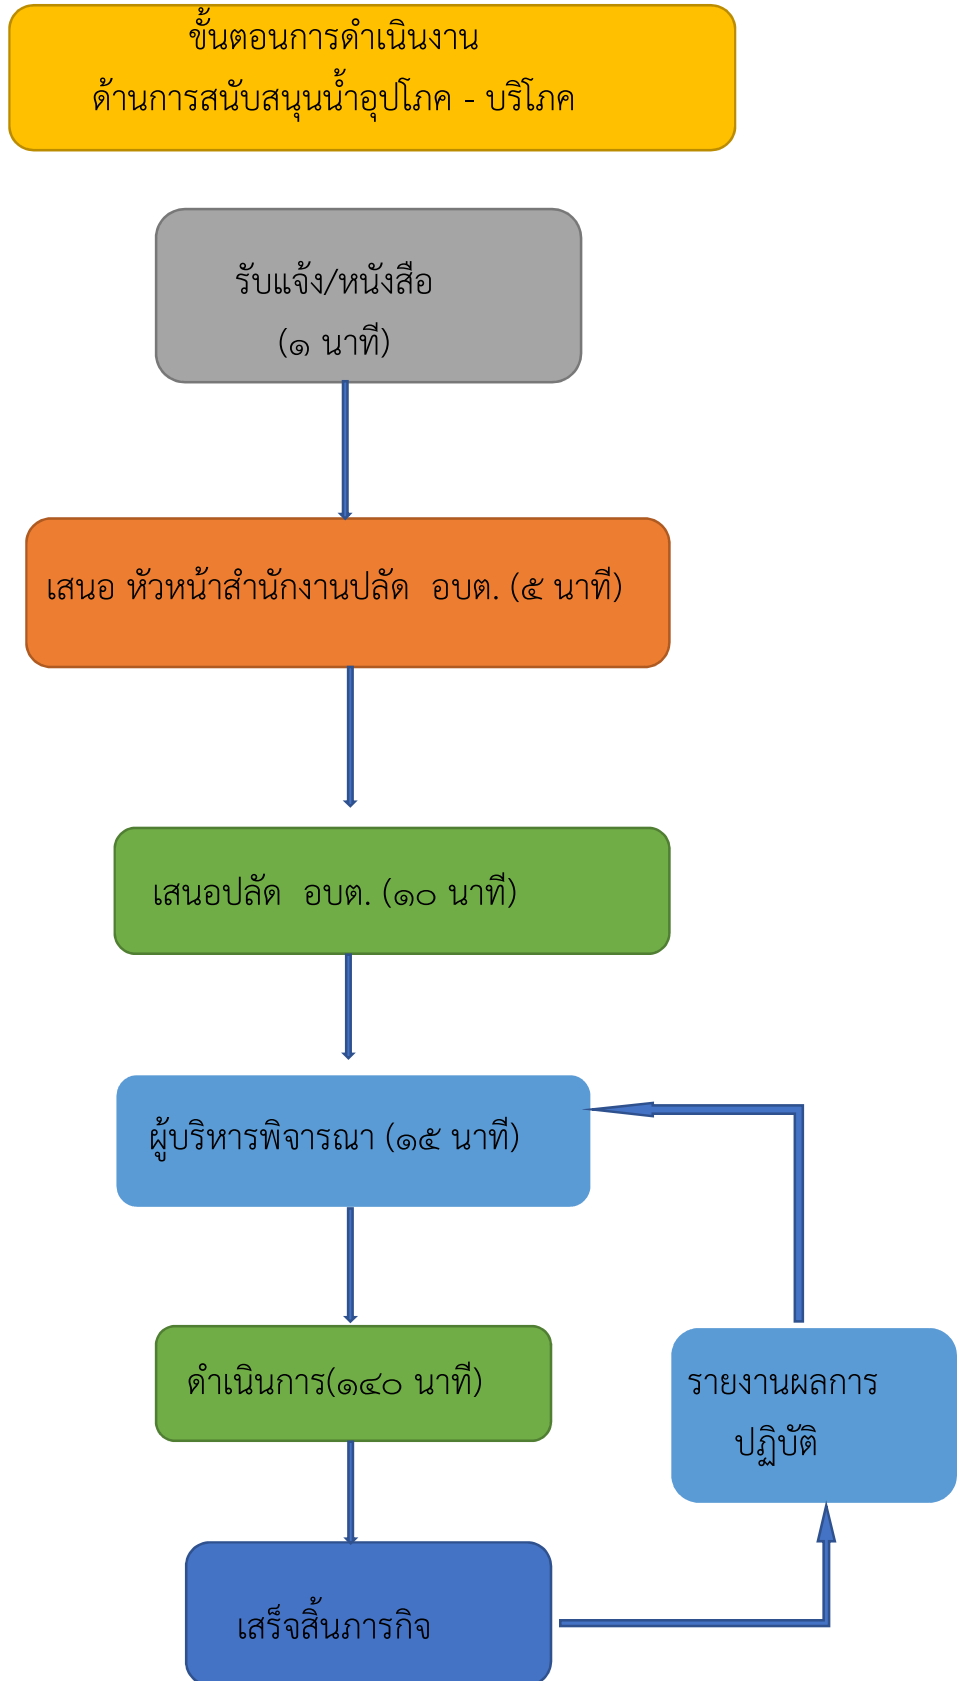 ขั้นตอนการดำเนินงาน
ด้านการสนับสนุนน้ำอุปโภค - บริโภค
รับแจ้ง/หนังสือ
(๑ นาที)
เสนอ หัวหน้าสำนักงานปลัด อบต. (๕ นาที)
เสนอปลัด อบต. (๑๐ นาที)
ผู้บริหารพิจารณา (๑๕ นาที)
ดำเนินการ(๑๔๐ นาที)
รายงานผลการ
ปฏิบัติ
เสร็จสิ้นภารกิจ